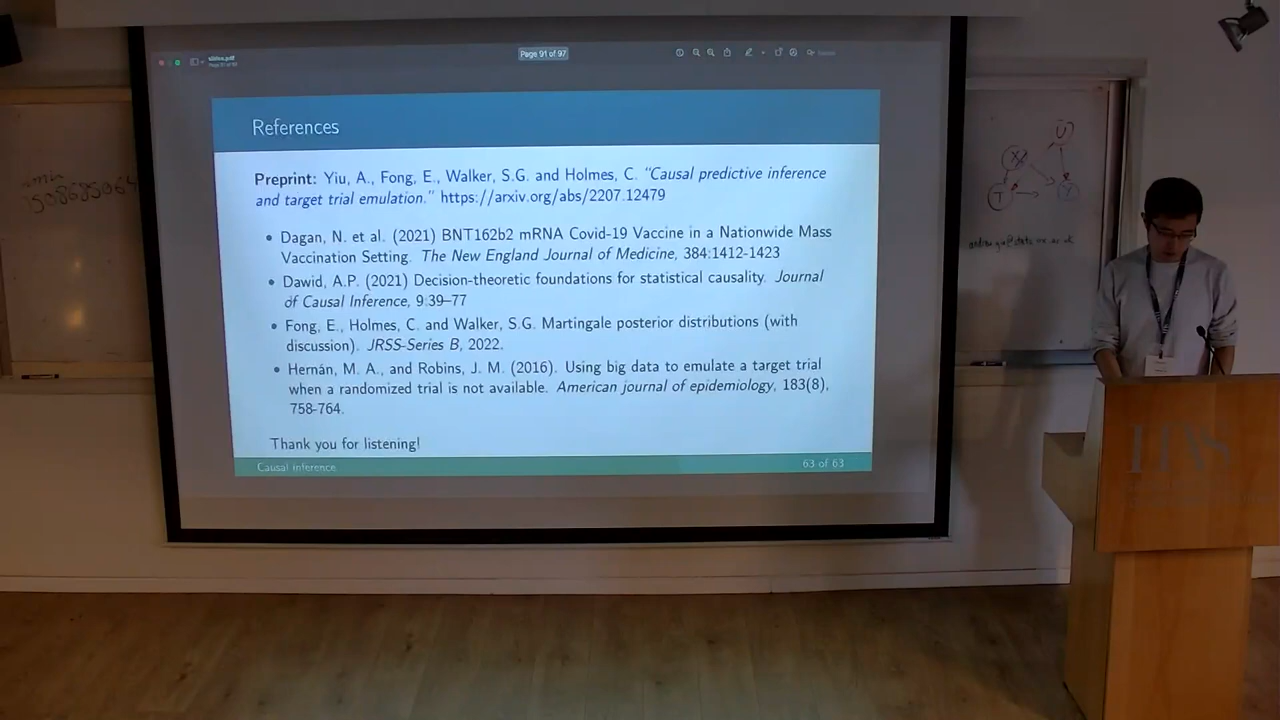 slides.pdf
Page 91 of 97
References
Preprint: Yiu, A., Fong, E., Walker, S.G. and Holmes, C. "Causal predictive inference
and target trial emulation." https://arxiv.org/abs/2207.12479
• Dagan, N. et al. (2021) BNT162b2 mRNA Covid-19 Vaccine in a Nationwide Mass
Vaccination Setting. The New England Journal of Medicine, 384:1412-1423
• Dawid, A.P. (2021) Decision-theoretic foundations for statistical causality. Journal
of Causal Inference, 9:39–77
• Fong, E., Holmes, C. and Walker, S.G. Martingale posterior distributions (with
discussion). JRSS-Series B, 2022.
• Hernán, M. A., and Robins, J. M. (2016). Using big data to emulate a target trial
when a randomized trial is not available. American journal of epidemiology, 183(8),
758-764.
Thank you for listening!
Causal inference
63 of 63
U
X
T
Y